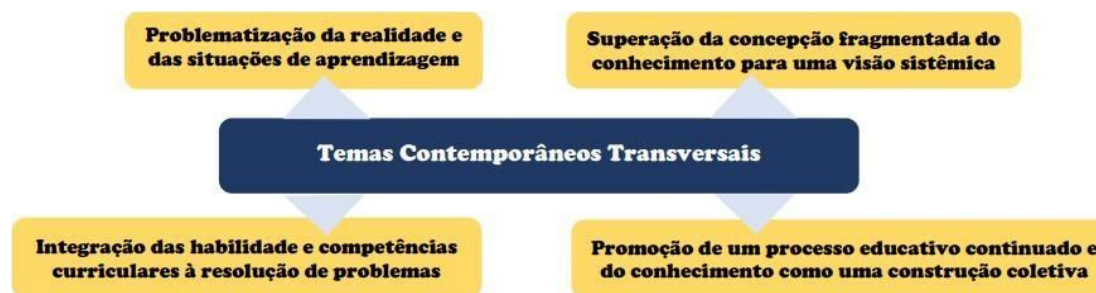 Problematização da realidade e
das situações de aprendizagem
Superação da concepção fragmentada do
conhecimento para uma visão sistêmica
Temas Contemporâneos Transversais
Integração das habilidade e competências
curriculares à resolução de problemas
Promoção de um processo educativo continuado e
do conhecimento como uma construção coletiva